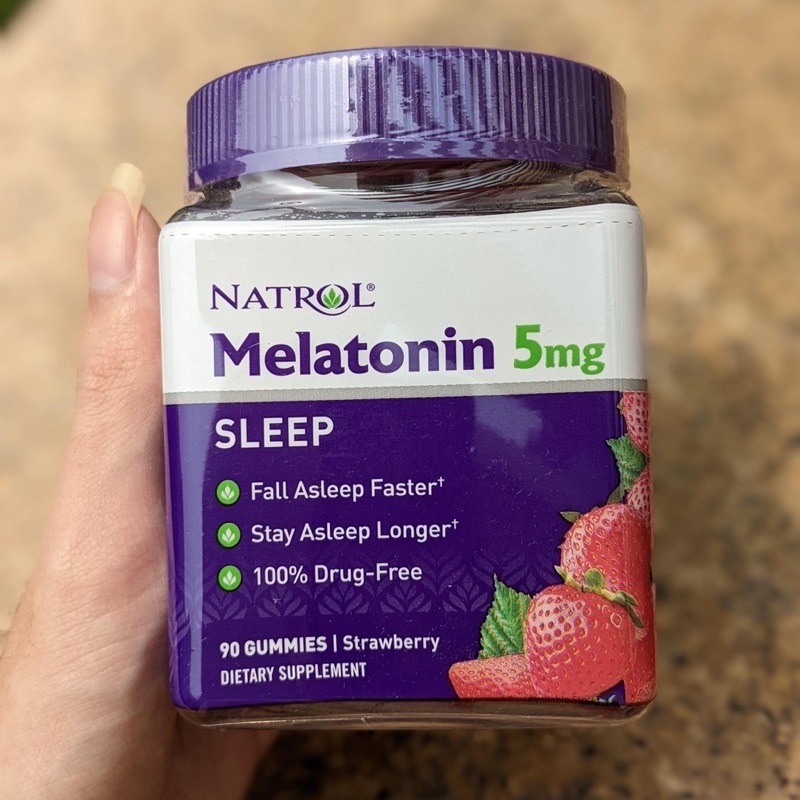 NATROL®
Melatonin 5mg
SLEEP
Fall Asleep Faster†
Stay Asleep Longer†
100% Drug-Free
90 GUMMIES | Strawberry
DIETARY SUPPLEMENT